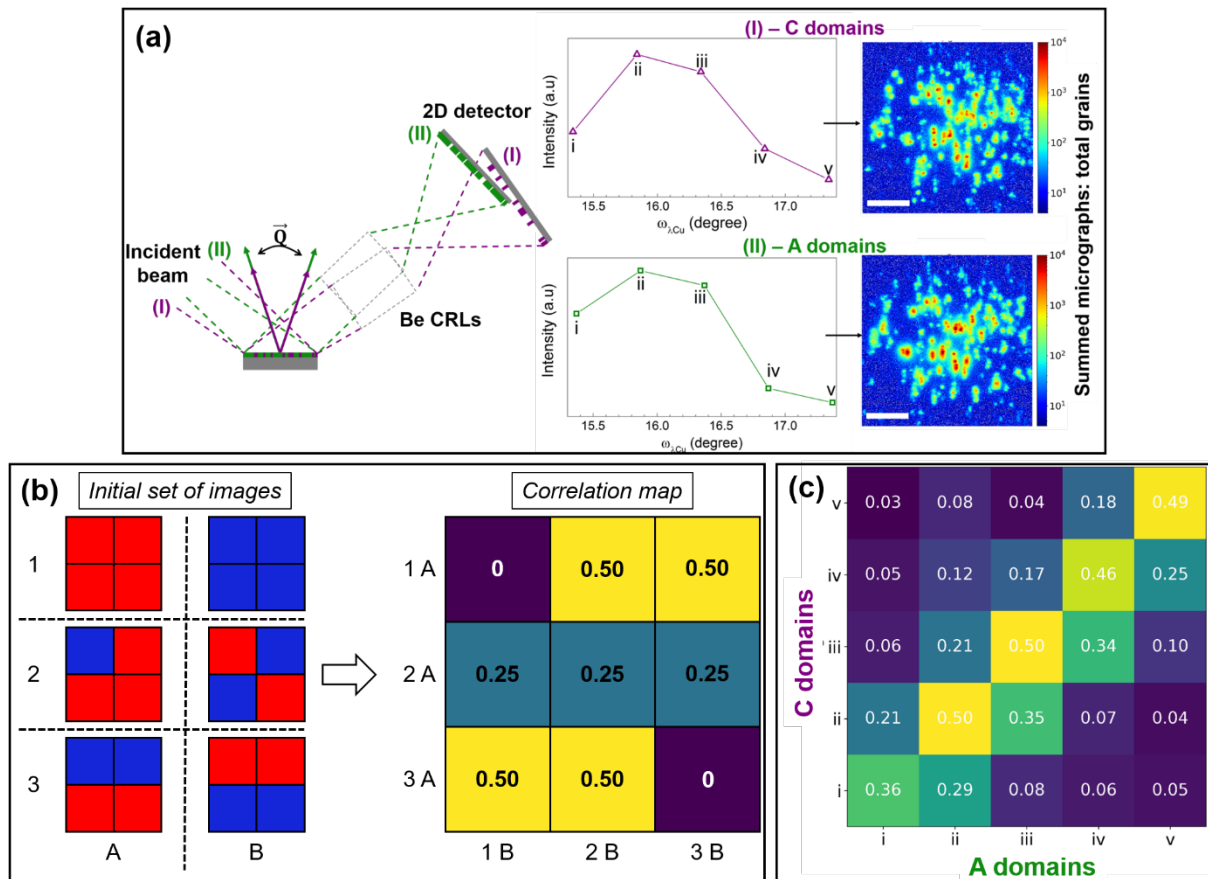 (a)
(I) – C domains
Intensity (a.u)
i
ii
iii
iv
v
15.5 16.0 16.5 17.0
ω_λCu (degree)
10^4
10^3
10^2
10^1
(II) – A domains
Intensity (a.u)
i
ii
iii
iv
v
15.5 16.0 16.5 17.0
ω_λCu (degree)
10^4
10^3
10^2
10^1
Summed micrographs: total grains
2D detector
(II)
(I)
Q
(II)
Incident
beam
(I)
Be CRLs
(b)
Initial set of images
1
2
3
A B
Correlation map
1 A 0 0.50 0.50
2 A 0.25 0.25 0.25
3 A 0.50 0.50 0
1 B 2 B 3 B
(c)
C domains
v 0.03 0.08 0.04 0.18 0.49
iv 0.05 0.12 0.17 0.46 0.25
iii 0.06 0.21 0.50 0.34 0.10
ii 0.21 0.50 0.35 0.07 0.04
i 0.36 0.29 0.08 0.06 0.05
i ii iii iv v
A domains